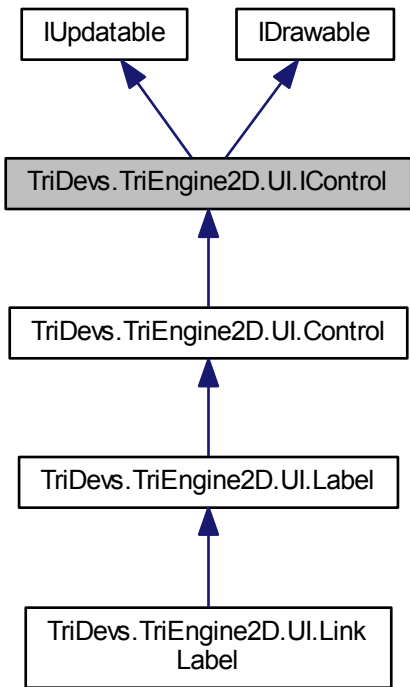 IUpdatable
IDrawable
TriDevs.TriEngine2D.UI.IControl
TriDevs.TriEngine2D.UI.Control
TriDevs.TriEngine2D.UI.Label
TriDevs.TriEngine2D.UI.Link
Label